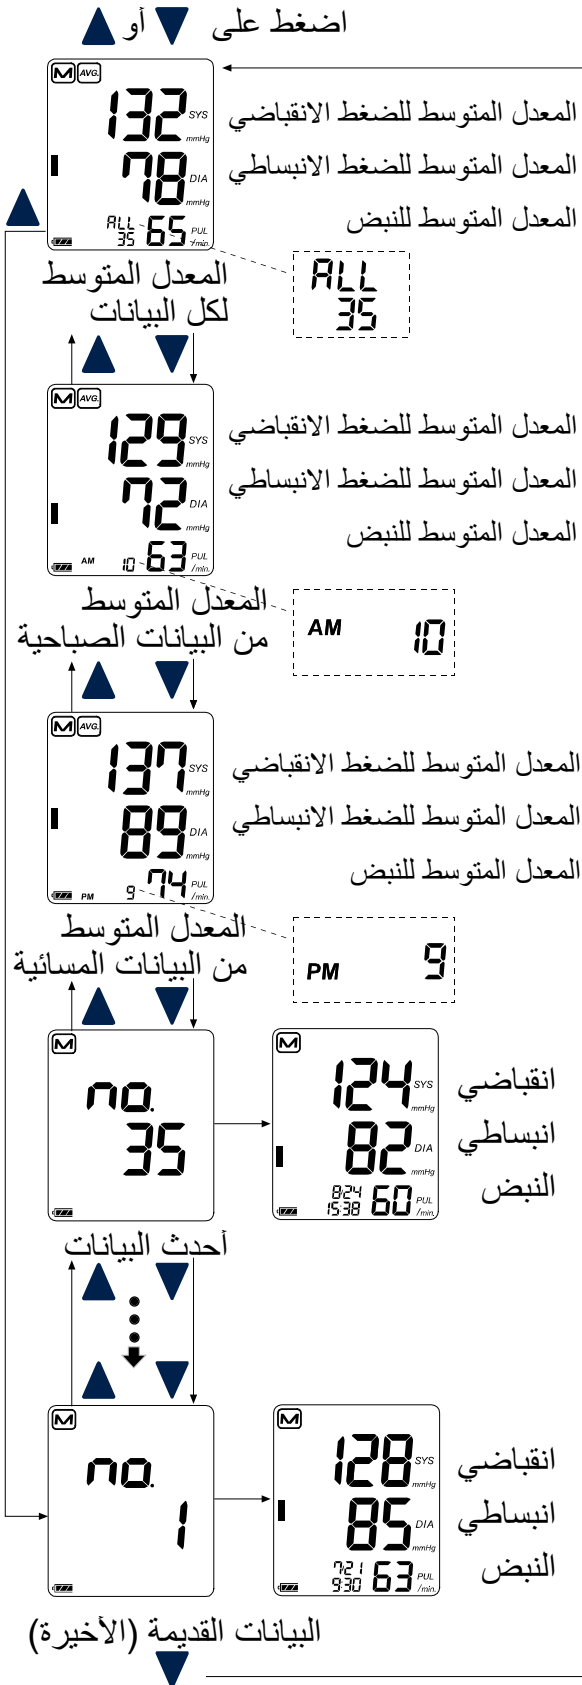 اضغط على ▼ أو ▲
M AVG.
132 SYS mmHg
المعدل المتوسط للضغط الانقباضي
78 DIA mmHg
المعدل المتوسط للضغط الانبساطي
ALL 35 65 PUL /min.
المعدل المتوسط للنبض
ALL
35
المعدل المتوسط
لكل البيانات
M AVG.
129 SYS mmHg
المعدل المتوسط للضغط الانقباضي
72 DIA mmHg
المعدل المتوسط للضغط الانبساطي
AM 10 63 PUL /min.
المعدل المتوسط للنبض
AM 10
المعدل المتوسط
من البيانات الصباحية
M AVG.
137 SYS mmHg
المعدل المتوسط للضغط الانقباضي
89 DIA mmHg
المعدل المتوسط للضغط الانبساطي
PM 9 74 PUL /min.
المعدل المتوسط للنبض
PM 9
المعدل المتوسط
من البيانات المسائية
M
no.
35
M
124 SYS mmHg
انقباضي
82 DIA mmHg
انبساطي
8/24 15:38 60 PUL /min.
النبض
أحدث البيانات
M
no.
1
M
128 SYS mmHg
انقباضي
85 DIA mmHg
انبساطي
7/21 9:30 63 PUL /min.
النبض
البيانات القديمة (الأخيرة)